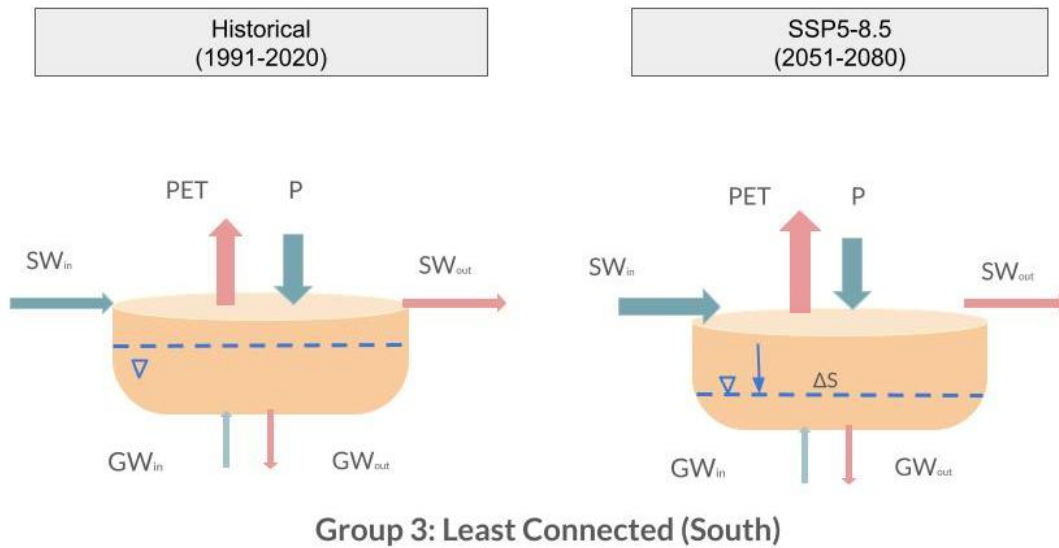 Historical
(1991-2020)
SSP5-8.5
(2051-2080)
PET P
SWin
SWout
GWin
GWout
PET P
SWin
SWout
ΔS
GWin
GWout
Group 3: Least Connected (South)